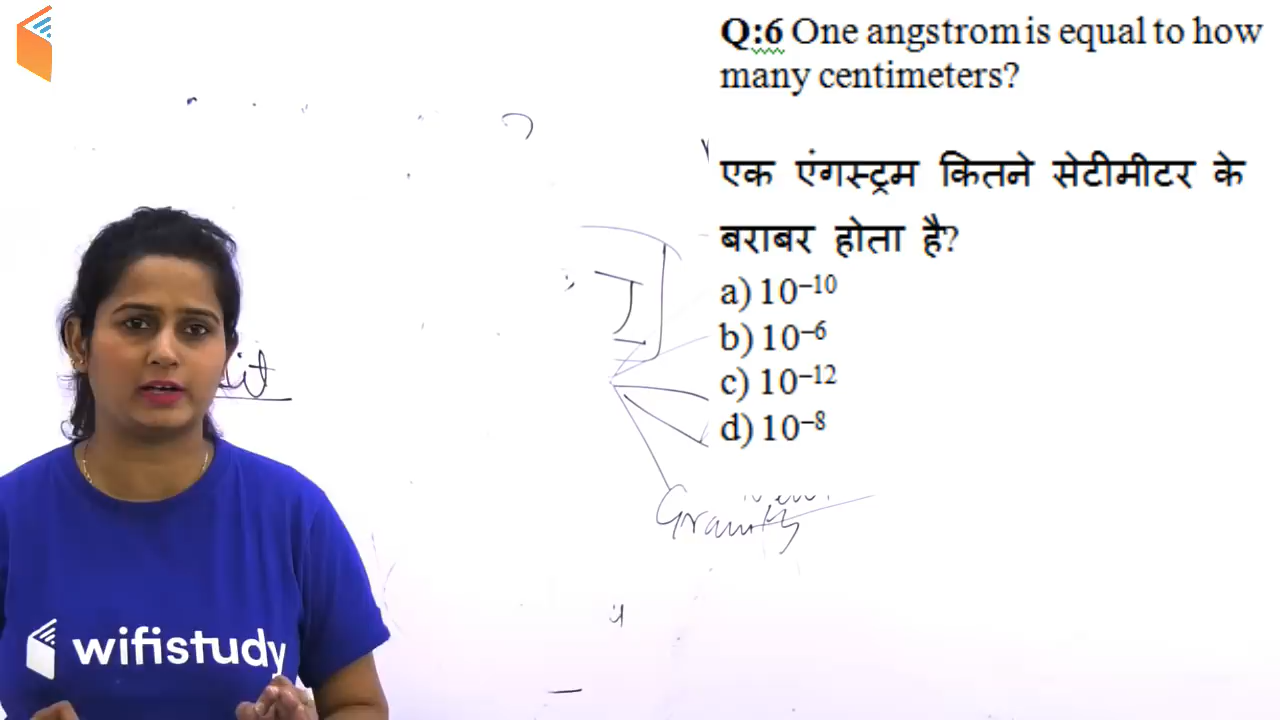 Q:6 One angstrom is equal to how
many centimeters?
एक एंगस्ट्रम कितने सेटीमीटर के
बराबर होता है?
a) 10⁻¹⁰
b) 10⁻⁶
c) 10⁻¹²
d) 10⁻⁸
Gravity
wifistudy